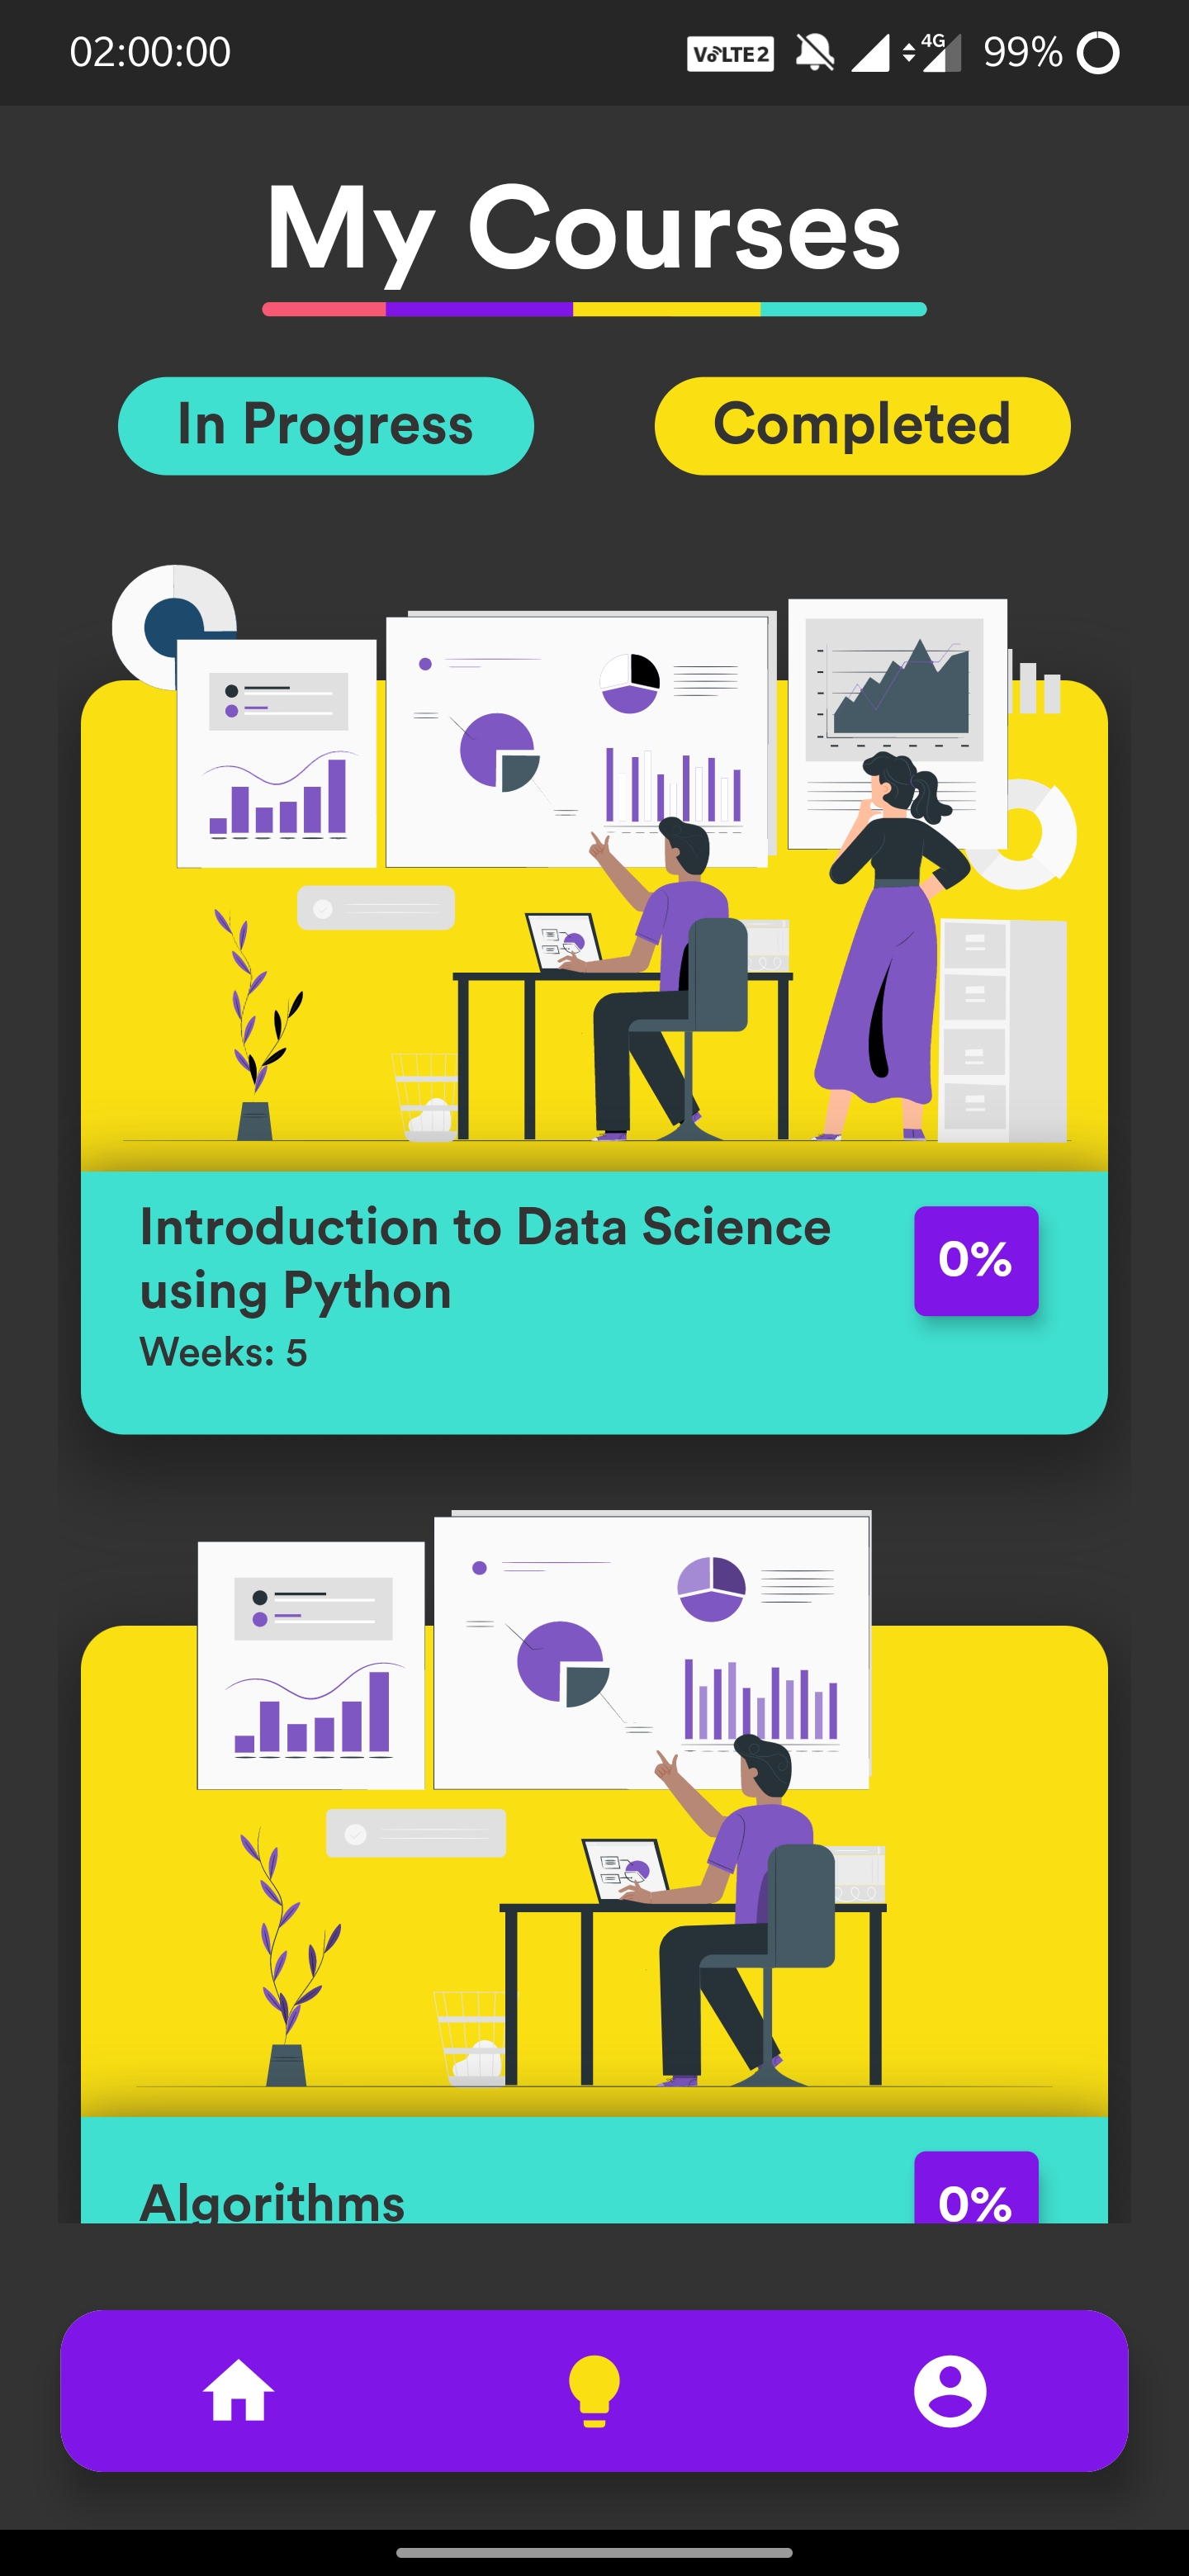 02:00:00 VoLTE2 4G 99%
My Courses
In Progress Completed
Introduction to Data Science
using Python
0%
Weeks: 5
Algorithms
0%